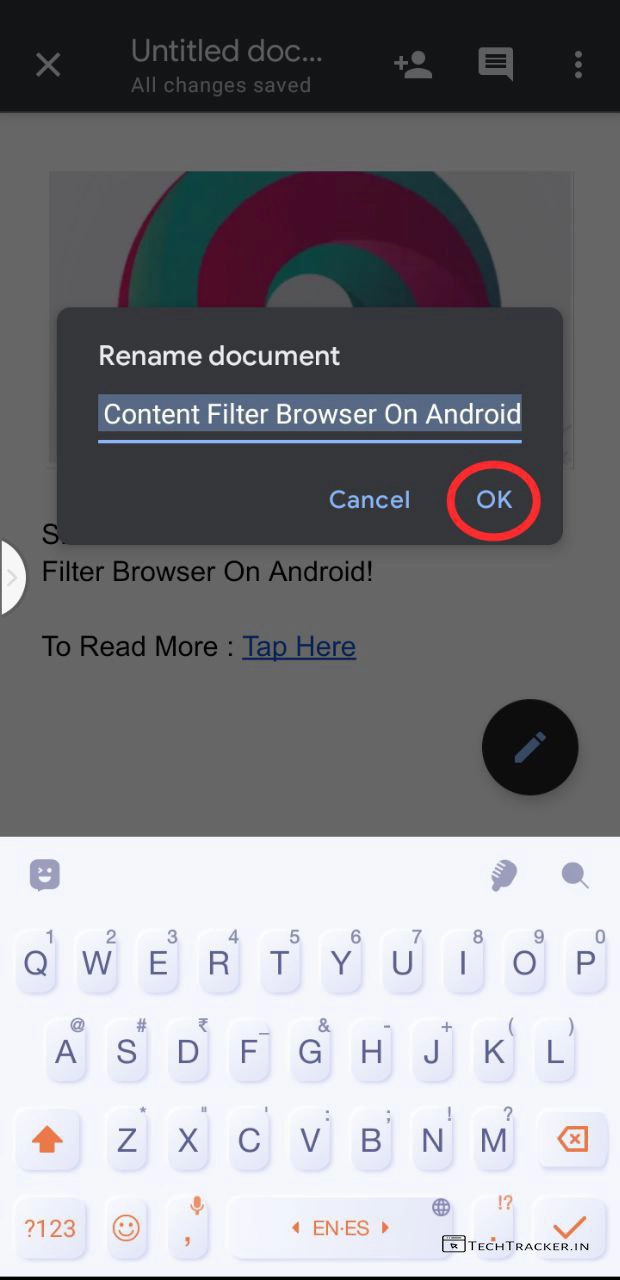 Untitled doc...
All changes saved
Rename document
Content Filter Browser On Android
Cancel OK
S
Filter Browser On Android!
To Read More : Tap Here
1 2 3 4 5 6 7 8 9 0
Q W E R T Y U I O P
@ # ₹ _ & - + ( )
A S D F G H J K L
* " ' : ; ! ?
Z X C V B N M
!?
?123 , EN·ES .
TECHTRACKER.IN